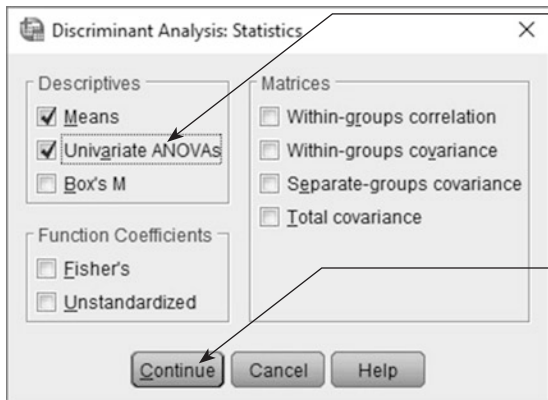 Discriminant Analysis: Statistics
Descriptives
Means
Univariate ANOVAs
Box's M
Function Coefficients
Fisher's
Unstandardized
Matrices
Within-groups correlation
Within-groups covariance
Separate-groups covariance
Total covariance
Continue Cancel Help